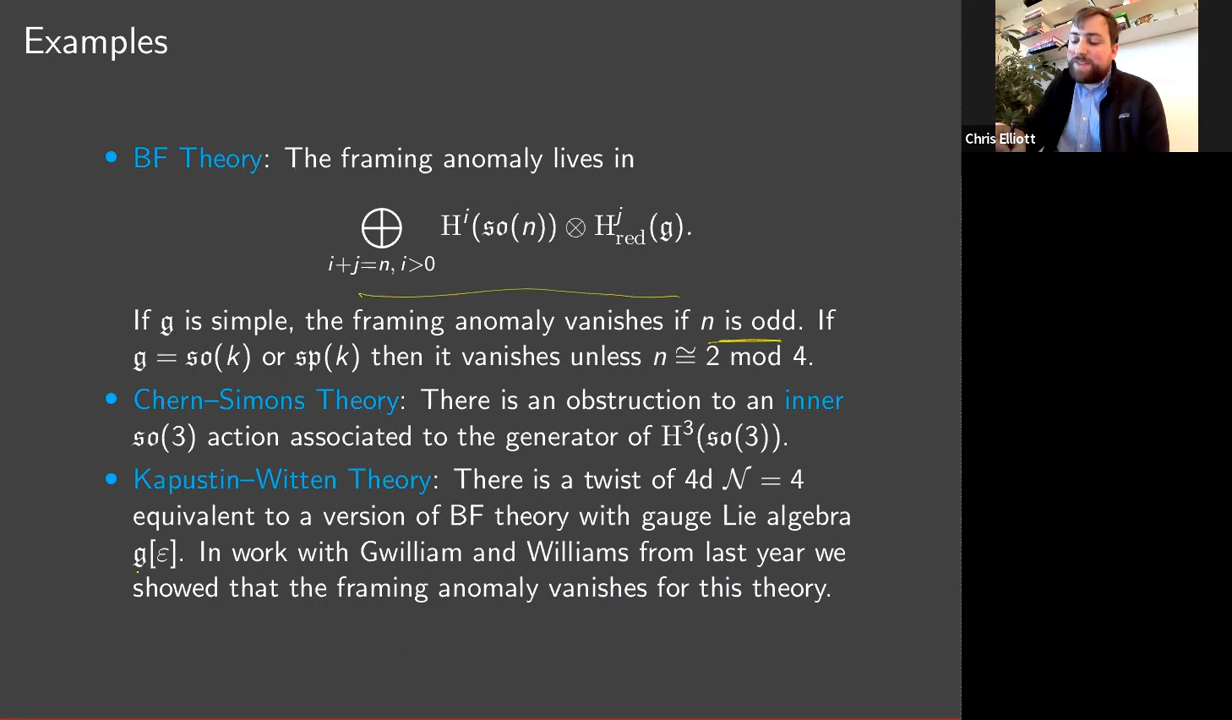 Examples
• BF Theory: The framing anomaly lives in
⨁ Hⁱ(𝔰𝔬(n)) ⊗ Hʲ_red(𝔤).
i+j=n, i>0
If 𝔤 is simple, the framing anomaly vanishes if n is odd. If
𝔤 = 𝔰𝔬(k) or 𝔰𝔭(k) then it vanishes unless n ≅ 2 mod 4.
• Chern–Simons Theory: There is an obstruction to an inner
𝔰𝔬(3) action associated to the generator of H³(𝔰𝔬(3)).
• Kapustin–Witten Theory: There is a twist of 4d 𝒩 = 4
equivalent to a version of BF theory with gauge Lie algebra
𝔤[ε]. In work with Gwilliam and Williams from last year we
showed that the framing anomaly vanishes for this theory.
Chris Elliott